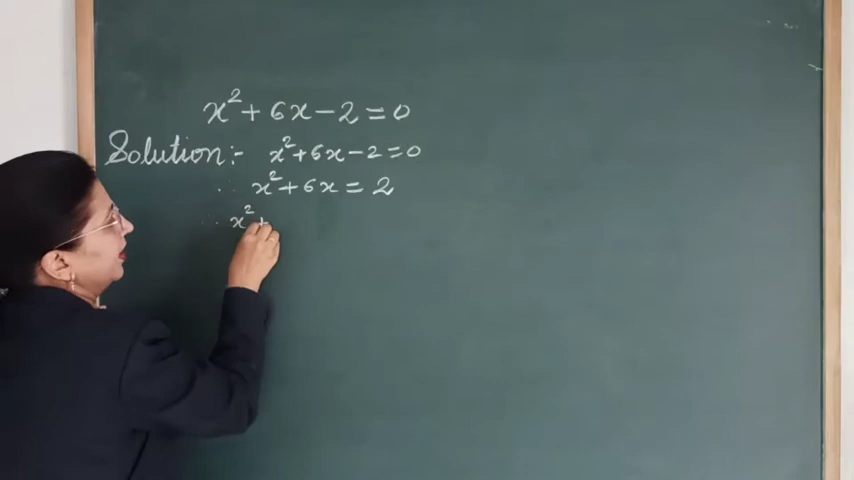 x² + 6x - 2 = 0
Solution:- x² + 6x - 2 = 0
∴ x² + 6x = 2
∴ x² +